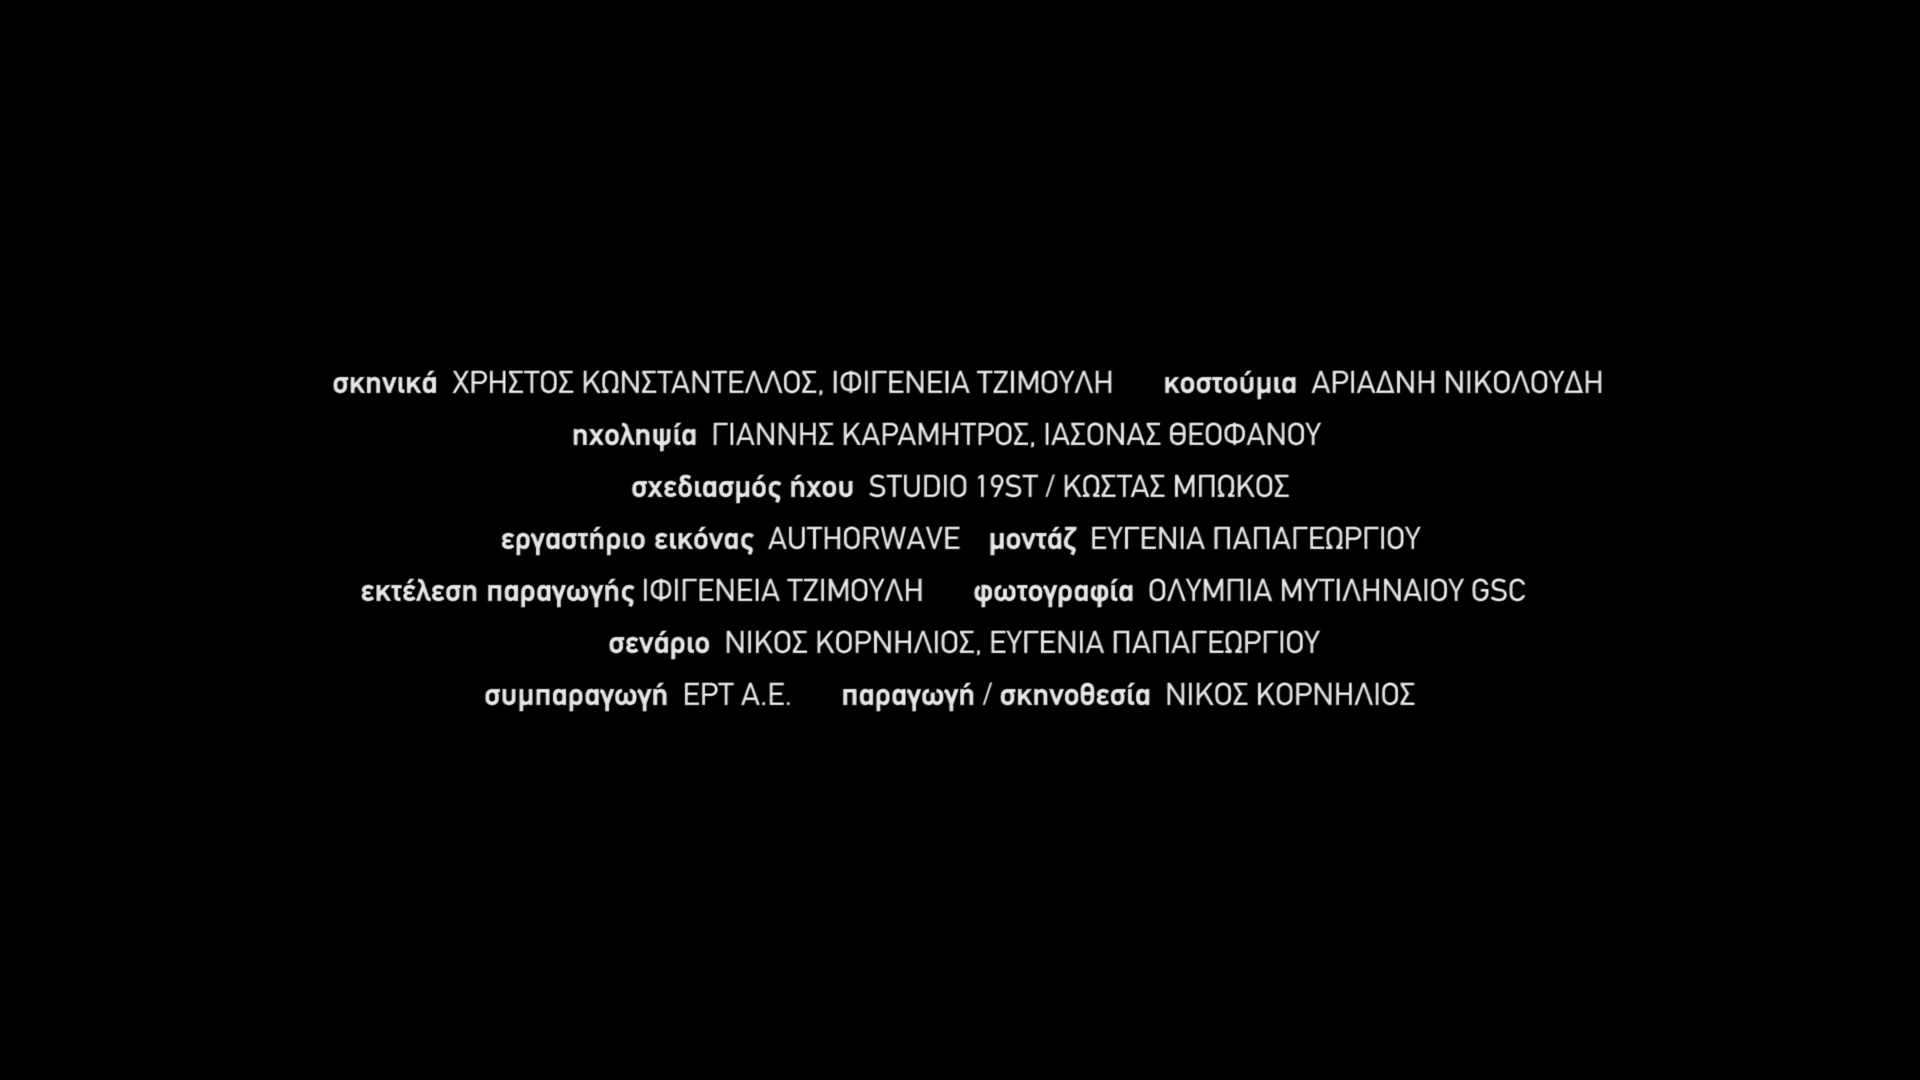 σκηνικά ΧΡΗΣΤΟΣ ΚΩΝΣΤΑΝΤΕΛΛΟΣ, ΙΦΙΓΕΝΕΙΑ ΤΖΙΜΟΥΛΗ κοστούμια ΑΡΙΑΔΝΗ ΝΙΚΟΛΟΥΔΗ
ηχοληψία ΓΙΑΝΝΗΣ ΚΑΡΑΜΗΤΡΟΣ, ΙΑΣΟΝΑΣ ΘΕΟΦΑΝΟΥ
σχεδιασμός ήχου STUDIO 19ST / ΚΩΣΤΑΣ ΜΠΩΚΟΣ
εργαστήριο εικόνας AUTHORWAVE μοντάζ ΕΥΓΕΝΙΑ ΠΑΠΑΓΕΩΡΓΙΟΥ
εκτέλεση παραγωγής ΙΦΙΓΕΝΕΙΑ ΤΖΙΜΟΥΛΗ φωτογραφία ΟΛΥΜΠΙΑ ΜΥΤΙΛΗΝΑΙΟΥ GSC
σενάριο ΝΙΚΟΣ ΚΟΡΝΗΛΙΟΣ, ΕΥΓΕΝΙΑ ΠΑΠΑΓΕΩΡΓΙΟΥ
συμπαραγωγή ΕΡΤ Α.Ε. παραγωγή / σκηνοθεσία ΝΙΚΟΣ ΚΟΡΝΗΛΙΟΣ